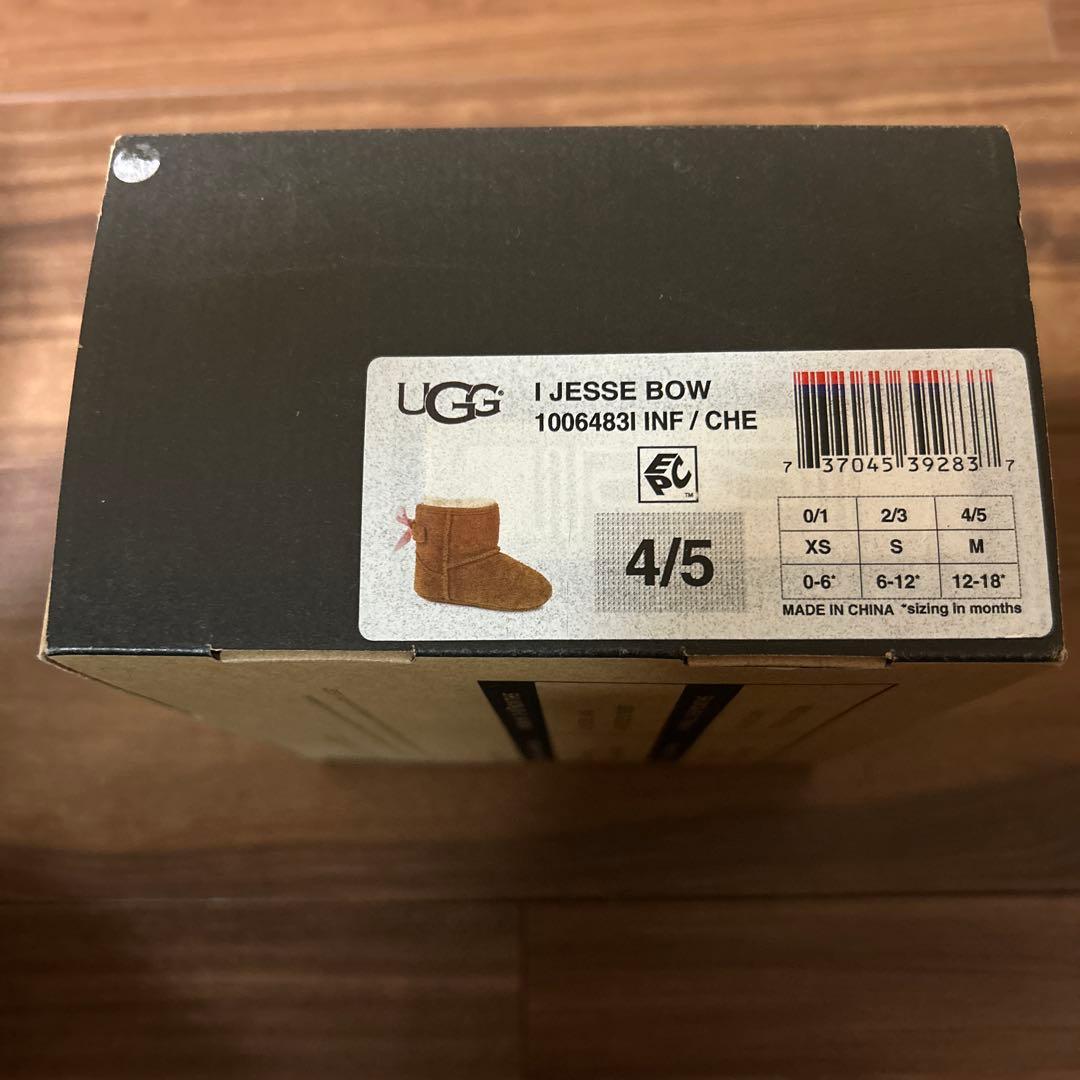 UGG®
I JESSE BOW
1006483I INF / CHE
7 37045 39283 7
EPC™
4/5
0/1 2/3 4/5
XS S M
0-6* 6-12* 12-18*
MADE IN CHINA *sizing in months